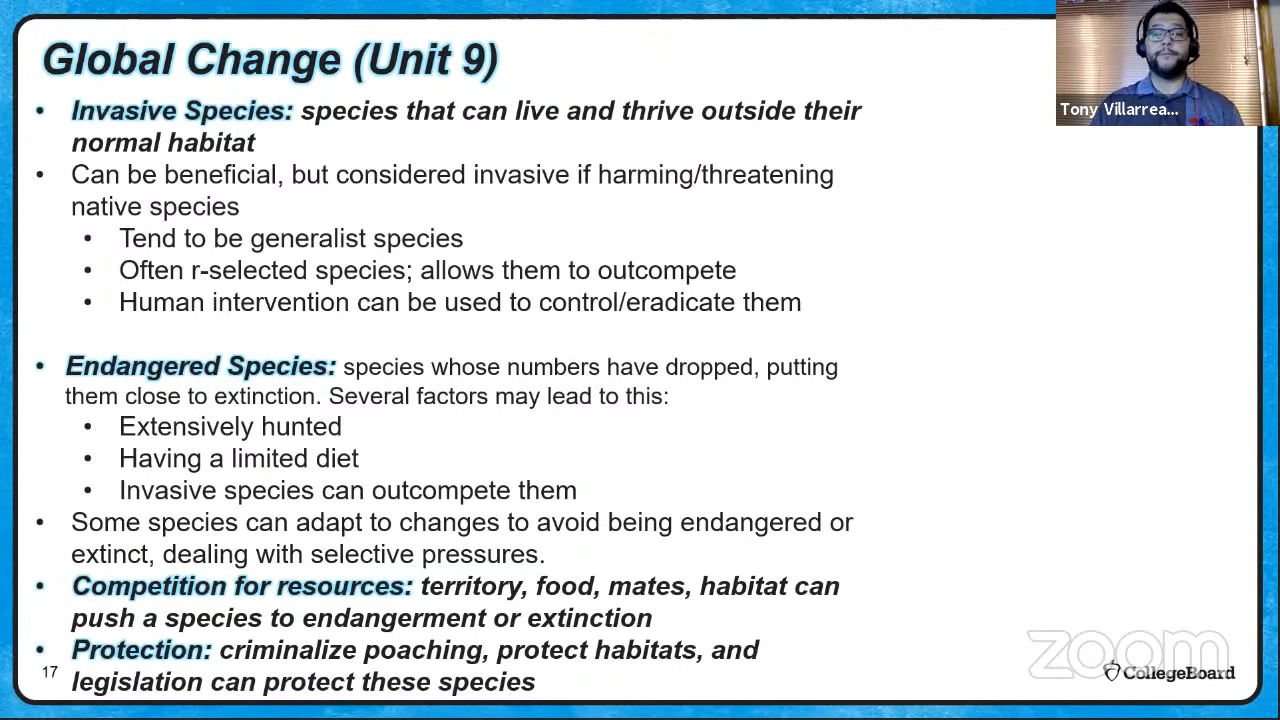 Global Change (Unit 9)
• Invasive Species: species that can live and thrive outside their
normal habitat
• Can be beneficial, but considered invasive if harming/threatening
native species
• Tend to be generalist species
• Often r-selected species; allows them to outcompete
• Human intervention can be used to control/eradicate them
• Endangered Species: species whose numbers have dropped, putting
them close to extinction. Several factors may lead to this:
• Extensively hunted
• Having a limited diet
• Invasive species can outcompete them
• Some species can adapt to changes to avoid being endangered or
extinct, dealing with selective pressures.
• Competition for resources: territory, food, mates, habitat can
push a species to endangerment or extinction
• Protection: criminalize poaching, protect habitats, and
legislation can protect these species
17
Tony Villarrea...
zoom
CollegeBoard